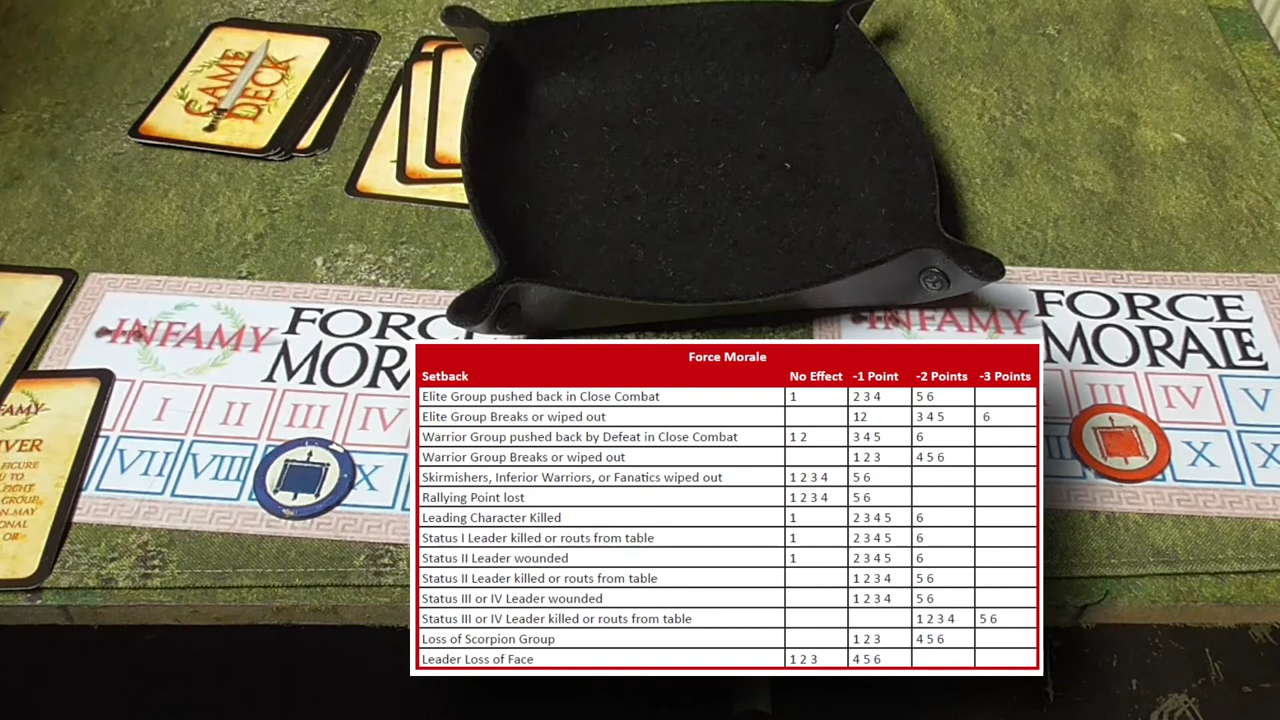 GAME
DECK
INFAMY FORCE
MORALE
I II III IV
VII VIII X
INFAMY FORCE
MORALE
III IV V
X
FIGURE
U TO
GROUP
MAY
OR
Force Morale
Setback No Effect -1 Point -2 Points -3 Points
Elite Group pushed back in Close Combat 1 2 3 4 5 6
Elite Group Breaks or wiped out 12 3 4 5 6
Warrior Group pushed back by Defeat in Close Combat 1 2 3 4 5 6
Warrior Group Breaks or wiped out 1 2 3 4 5 6
Skirmishers, Inferior Warriors, or Fanatics wiped out 1 2 3 4 5 6
Rallying Point lost 1 2 3 4 5 6
Leading Character Killed 1 2 3 4 5 6
Status I Leader killed or routs from table 1 2 3 4 5 6
Status II Leader wounded 1 2 3 4 5 6
Status II Leader killed or routs from table 1 2 3 4 5 6
Status III or IV Leader wounded 1 2 3 4 5 6
Status III or IV Leader killed or routs from table 1 2 3 4 5 6
Loss of Scorpion Group 1 2 3 4 5 6
Leader Loss of Face 1 2 3 4 5 6